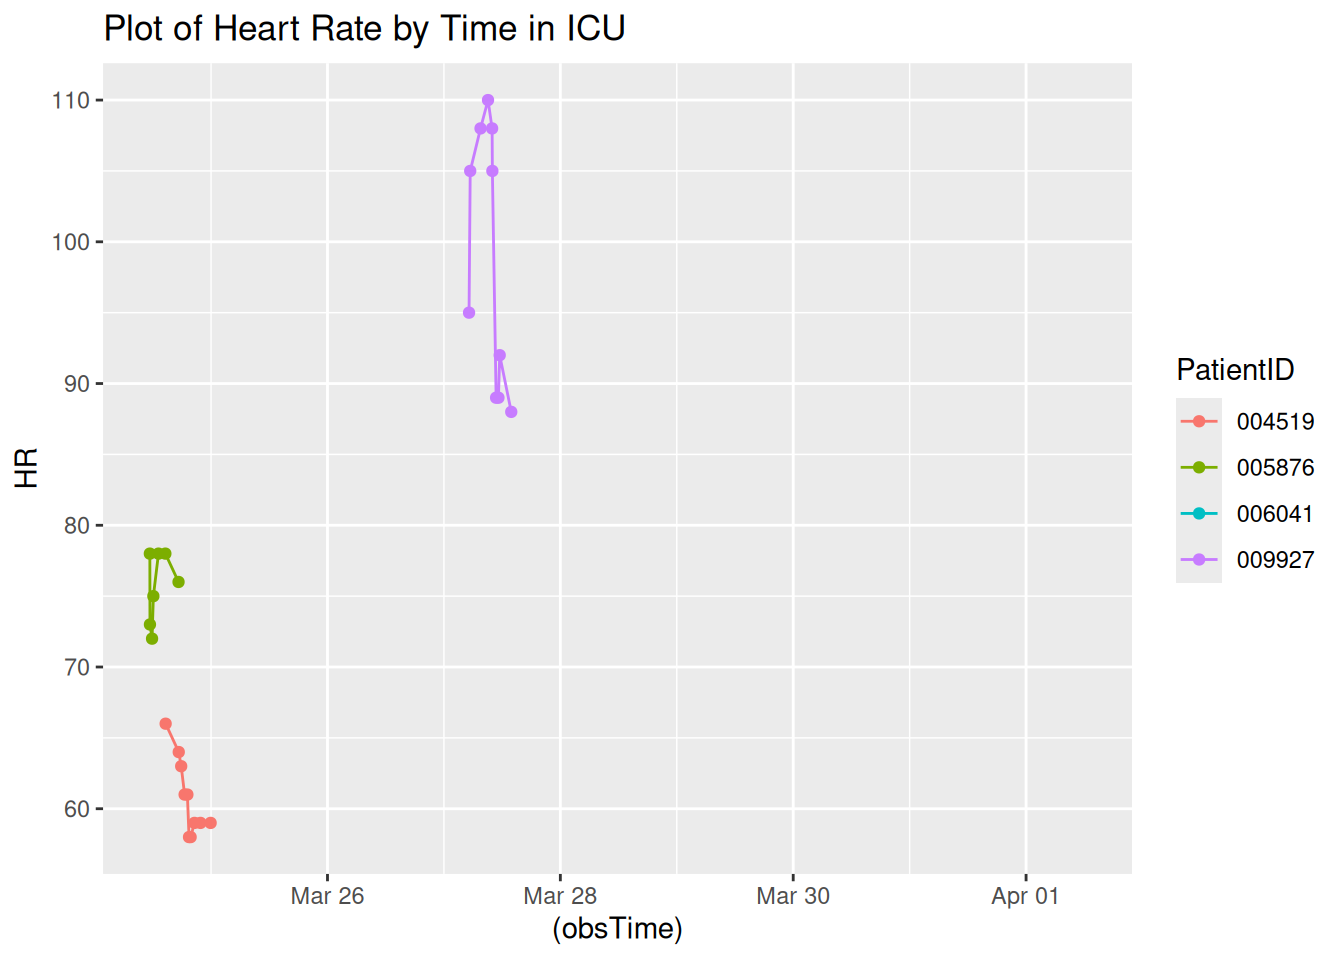 Plot of Heart Rate by Time in ICU
HR
110
100
90
80
70
60
Mar 26
Mar 28
Mar 30
Apr 01
(obsTime)
PatientID
004519
005876
006041
009927